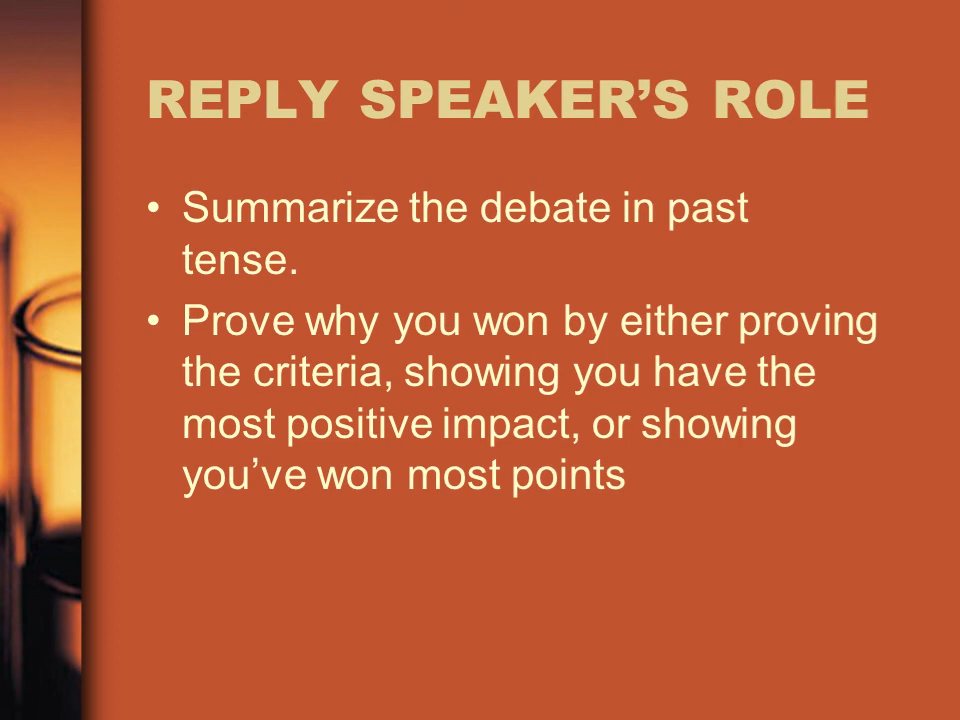 REPLY SPEAKER’S ROLE
• Summarize the debate in past
tense.
• Prove why you won by either proving
the criteria, showing you have the
most positive impact, or showing
you’ve won most points